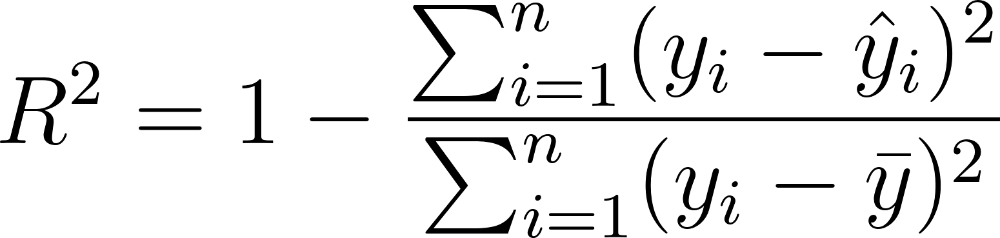 R^2 = 1 - \frac{\sum_{i=1}^{n}(y_i - \hat{y}_i)^2}{\sum_{i=1}^{n}(y_i - \bar{y})^2}